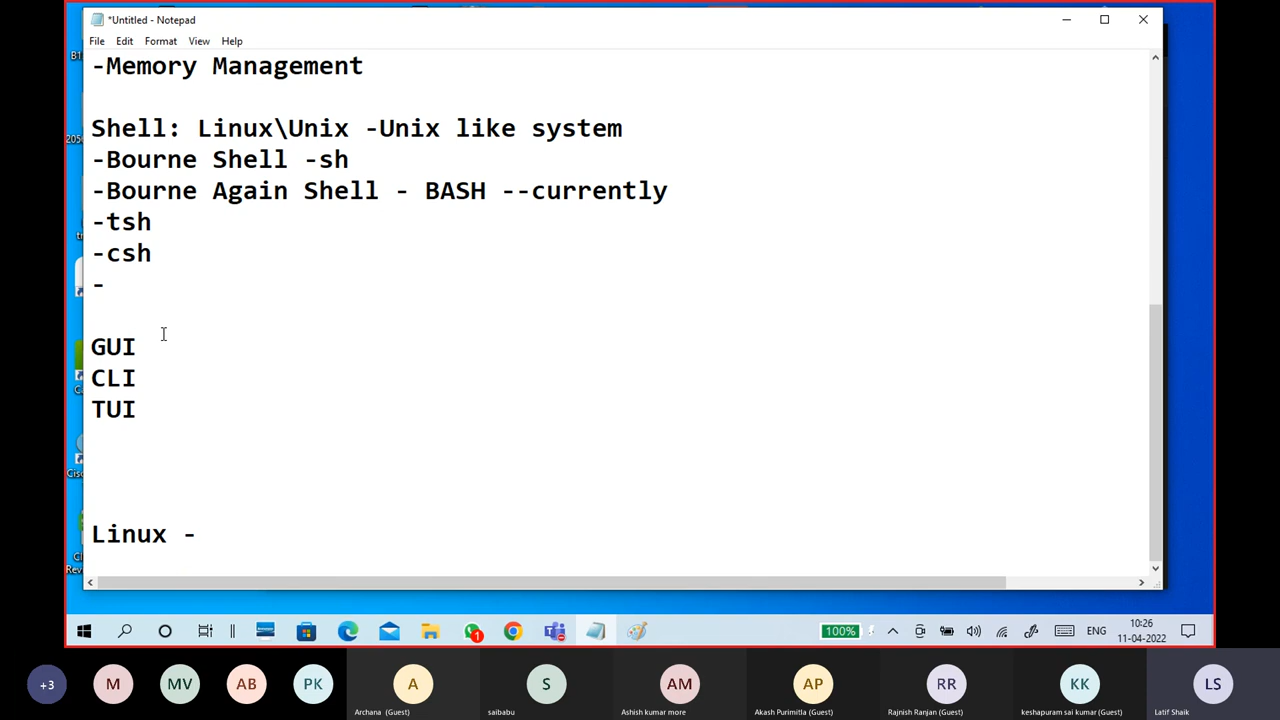 *Untitled - Notepad
File Edit Format View Help
-Memory Management
Shell: Linux\Unix -Unix like system
-Bourne Shell -sh
-Bourne Again Shell - BASH --currently
-tsh
-csh
-
GUI
CLI
TUI
Linux -
100% ENG 10:26
11-04-2022
1
+3 M MV AB PK A S AM AP RR KK LS
Archana (Guest) saibabu Ashish kumar more Akash Purimitla (Guest) Rajnish Ranjan (Guest) keshapuram sai kumar (Guest) Latif Shaik